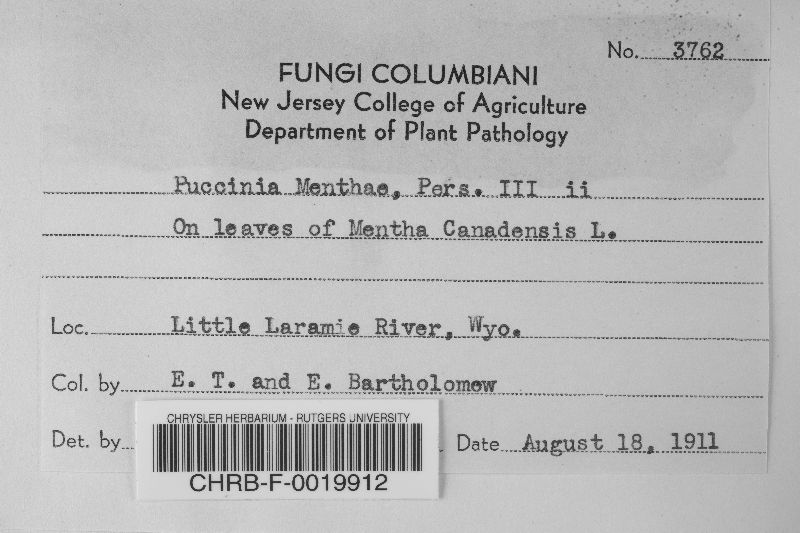 No. 3762
FUNGI COLUMBIANI
New Jersey College of Agriculture
Department of Plant Pathology
Puccinia Menthae, Pers. III ii
On leaves of Mentha Canadensis L.
Loc. Little Laramie River, Wyo.
Col. by E. T. and E. Bartholomew
Det. by
Date August 18, 1911
CHRYSLER HERBARIUM - RUTGERS UNIVERSITY
CHRB-F-0019912